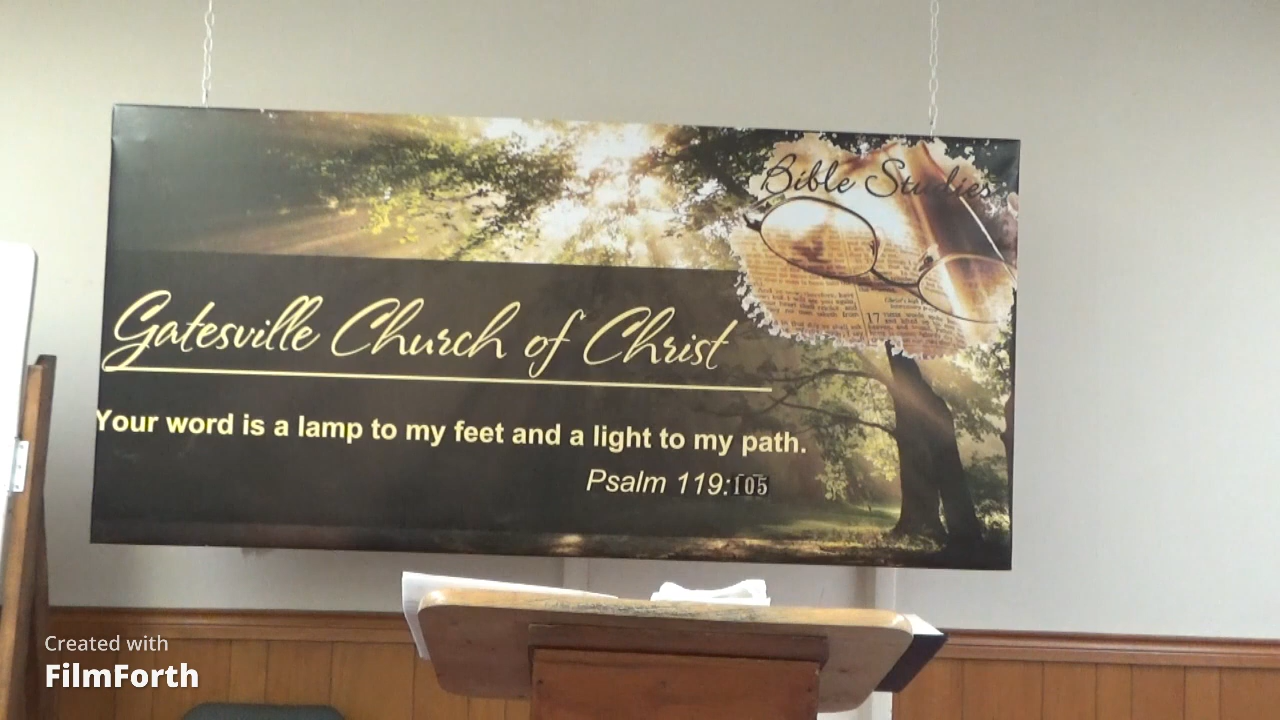 Bible Studies
Gatesville Church of Christ
Your word is a lamp to my feet and a light to my path.
Psalm 119:105
17
Created with
FilmForth